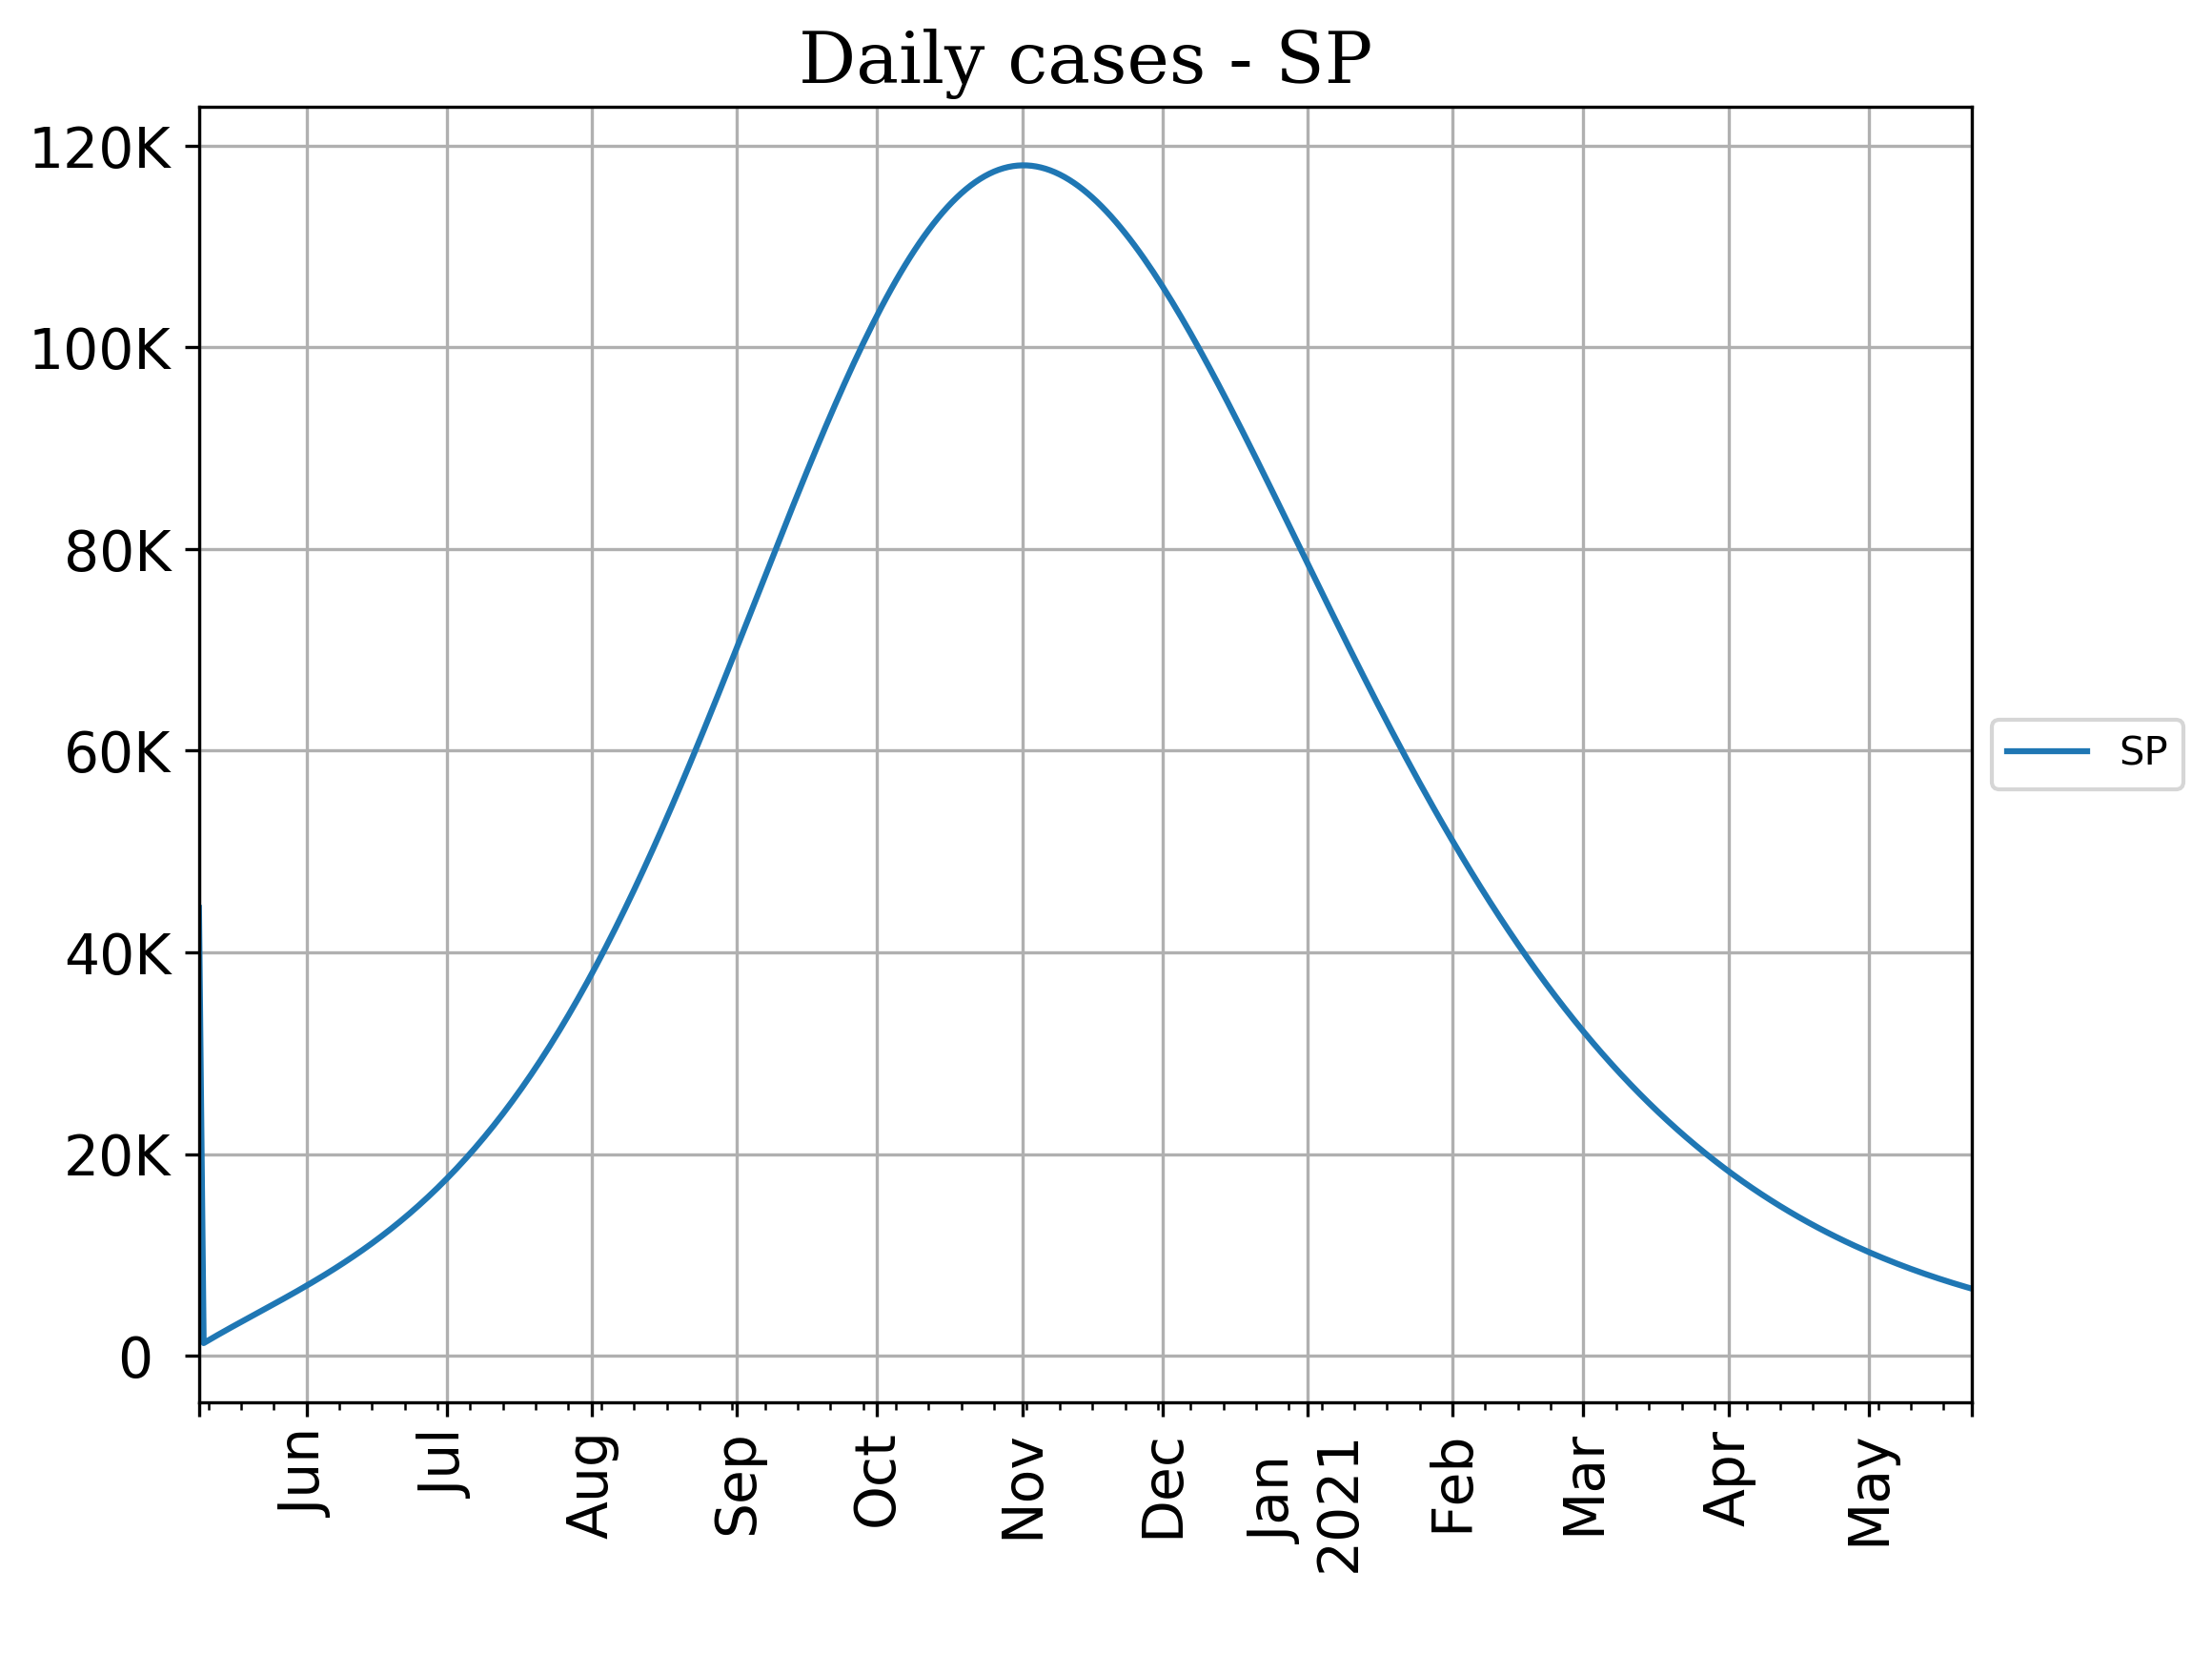 Daily cases - SP
120K
100K
80K
60K
40K
20K
0
SP
Jun
Jul
Aug
Sep
Oct
Nov
Dec
Jan
2021
Feb
Mar
Apr
May